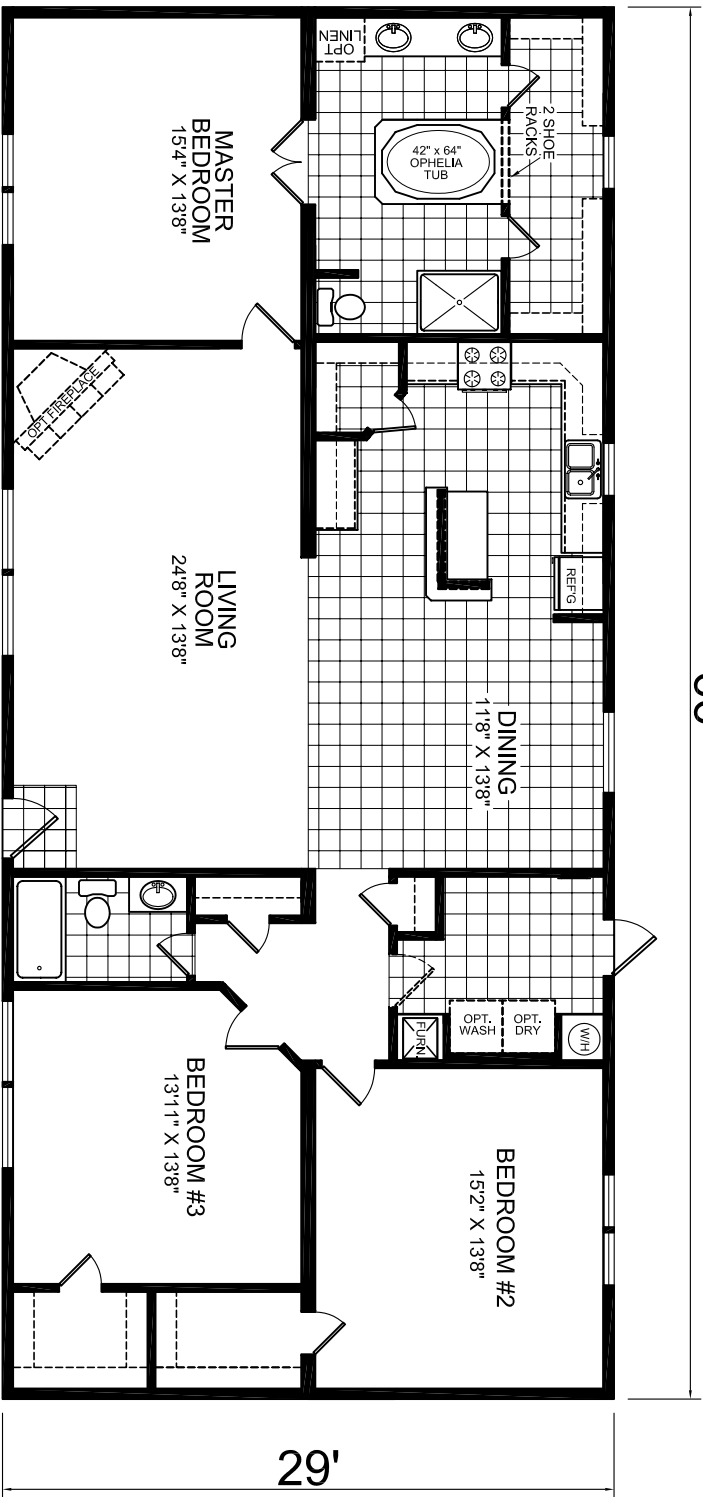 OPT
LINEN
2 SHOE
RACKS
42" x 64"
OPHELIA
TUB
MASTER
BEDROOM
15'4" X 13'8"
OPT FIREPLACE
REF'G
LIVING
ROOM
24'8" X 13'8"
DINING
11'8" X 13'8"
OPT.
WASH
OPT.
DRY
W/H
FURN.
BEDROOM #3
13'11" X 13'8"
BEDROOM #2
15'2" X 13'8"
29'